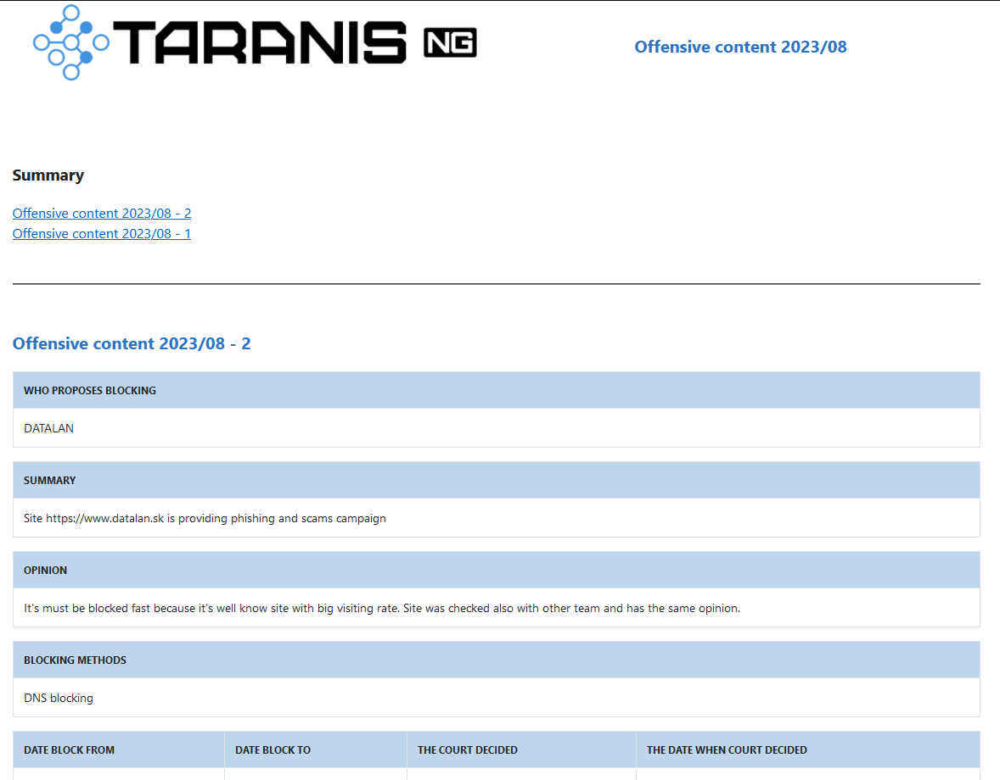 TARANIS NG
Offensive content 2023/08
Summary
Offensive content 2023/08 - 2
Offensive content 2023/08 - 1
Offensive content 2023/08 - 2
WHO PROPOSES BLOCKING
DATALAN
SUMMARY
Site https://www.datalan.sk is providing phishing and scams campaign
OPINION
It's must be blocked fast because it's well know site with big visiting rate. Site was checked also with other team and has the same opinion.
BLOCKING METHODS
DNS blocking
DATE BLOCK FROM DATE BLOCK TO THE COURT DECIDED THE DATE WHEN COURT DECIDED